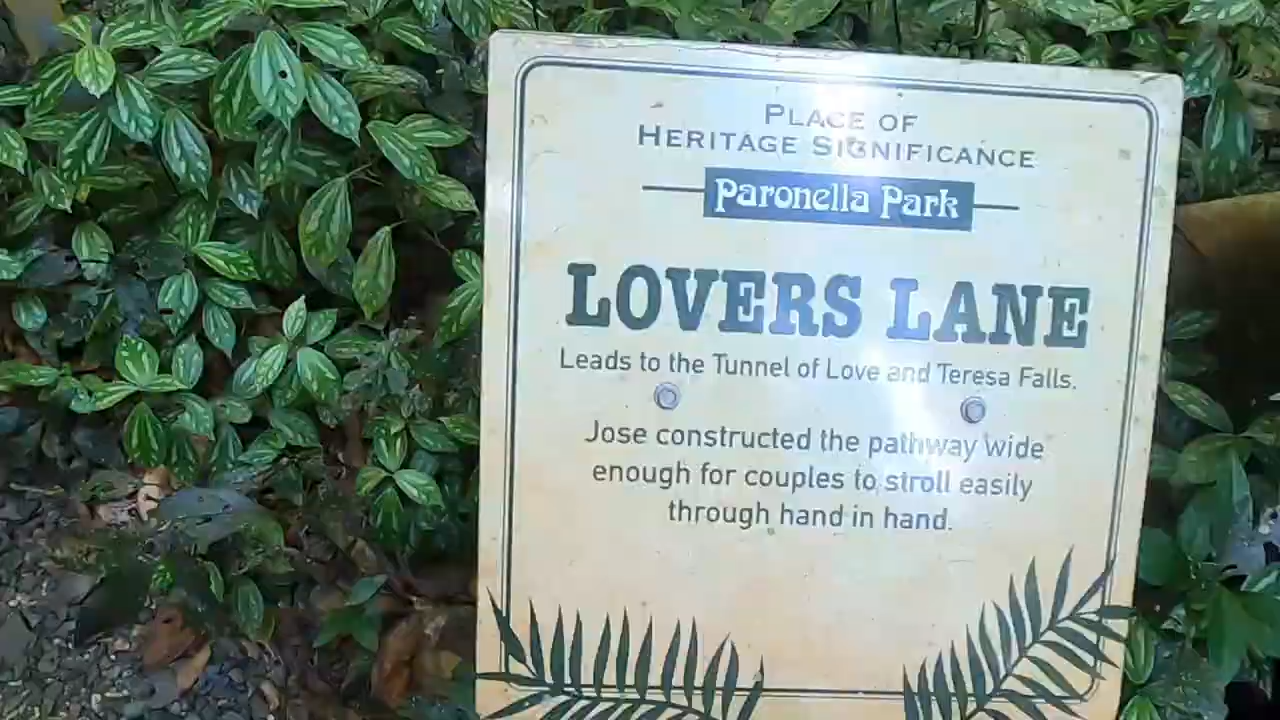 PLACE OF
HERITAGE SIGNIFICANCE
Paronella Park
LOVERS LANE
Leads to the Tunnel of Love and Teresa Falls.
Jose constructed the pathway wide
enough for couples to stroll easily
through hand in hand.